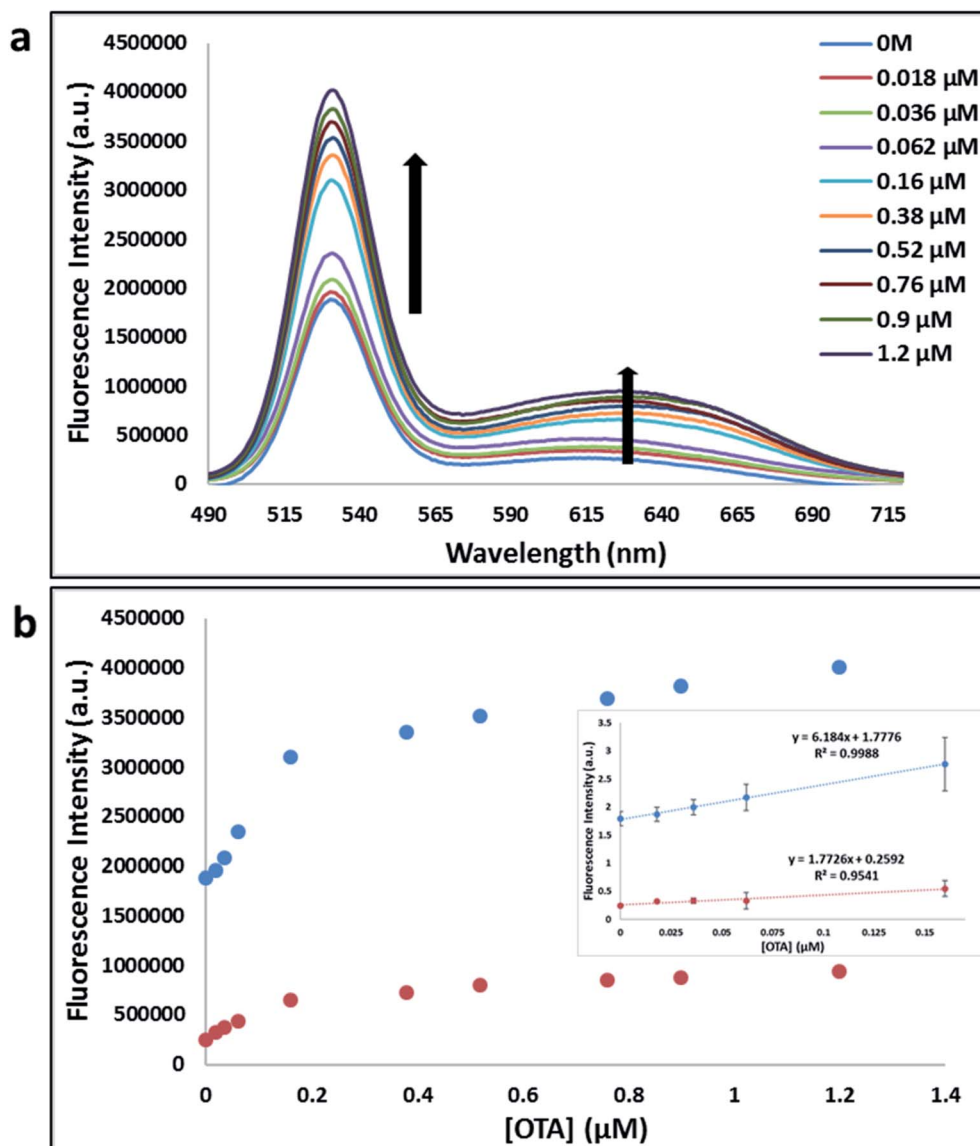 a
4500000
4000000
3500000
3000000
2500000
2000000
1500000
1000000
500000
0
Fluorescence Intensity (a.u.)
490 515 540 565 590 615 640 665 690 715
Wavelength (nm)
0M
0.018 µM
0.036 µM
0.062 µM
0.16 µM
0.38 µM
0.52 µM
0.76 µM
0.9 µM
1.2 µM
b
4500000
4000000
3500000
3000000
2500000
2000000
1500000
1000000
500000
0
Fluorescence Intensity (a.u.)
0 0.2 0.4 0.6 0.8 1 1.2 1.4
[OTA] (µM)
3.5
3
2.5
2
1.5
1
0.5
0
Fluorescence Intensity (a.u.)
y = 6.184x + 1.7776
R² = 0.9988
y = 1.7726x + 0.2592
R² = 0.9541
0 0.025 0.05 0.075 0.1 0.125 0.15
[OTA] (µM)